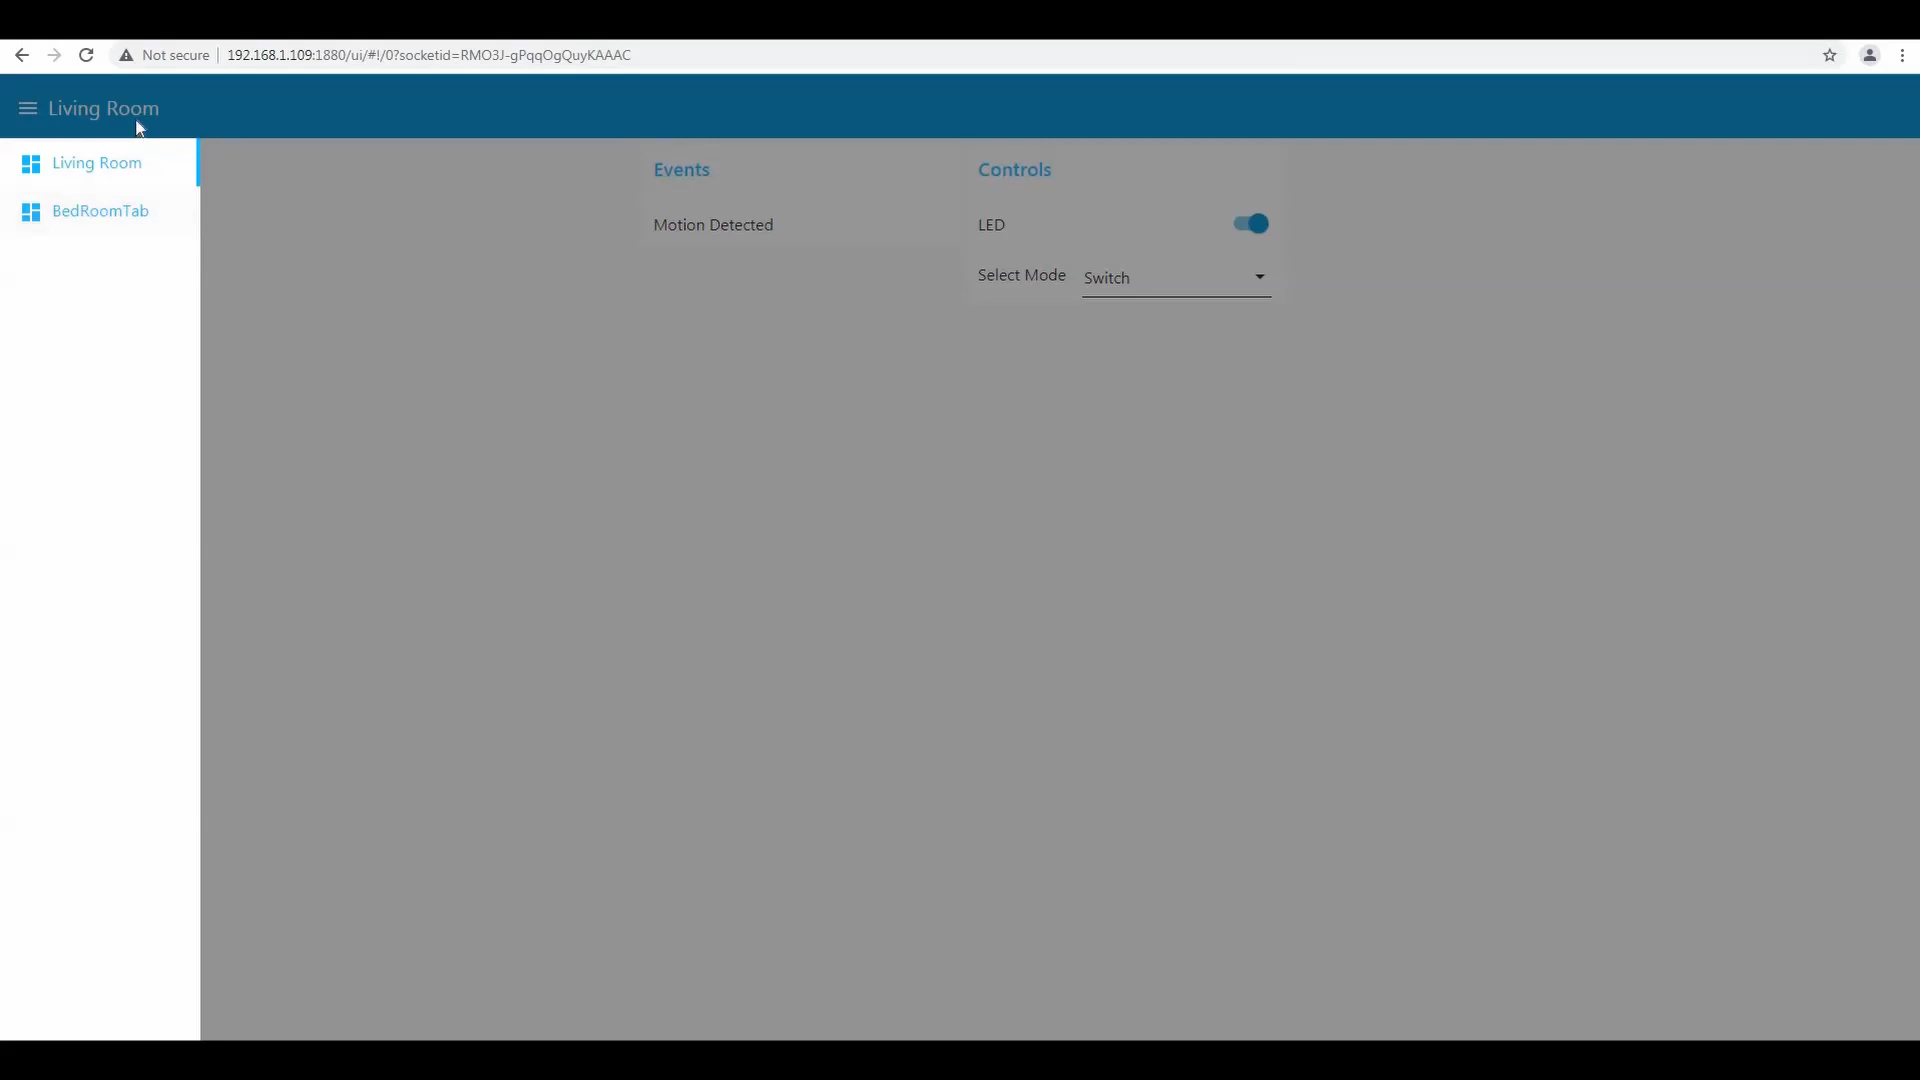 Not secure 192.168.1.109:1880/ui/#!/0?socketid=RMO3J-gPqqOgQuyKAAAC
Living Room
Living Room
BedRoomTab
Events
Motion Detected
Controls
LED
Select Mode Switch